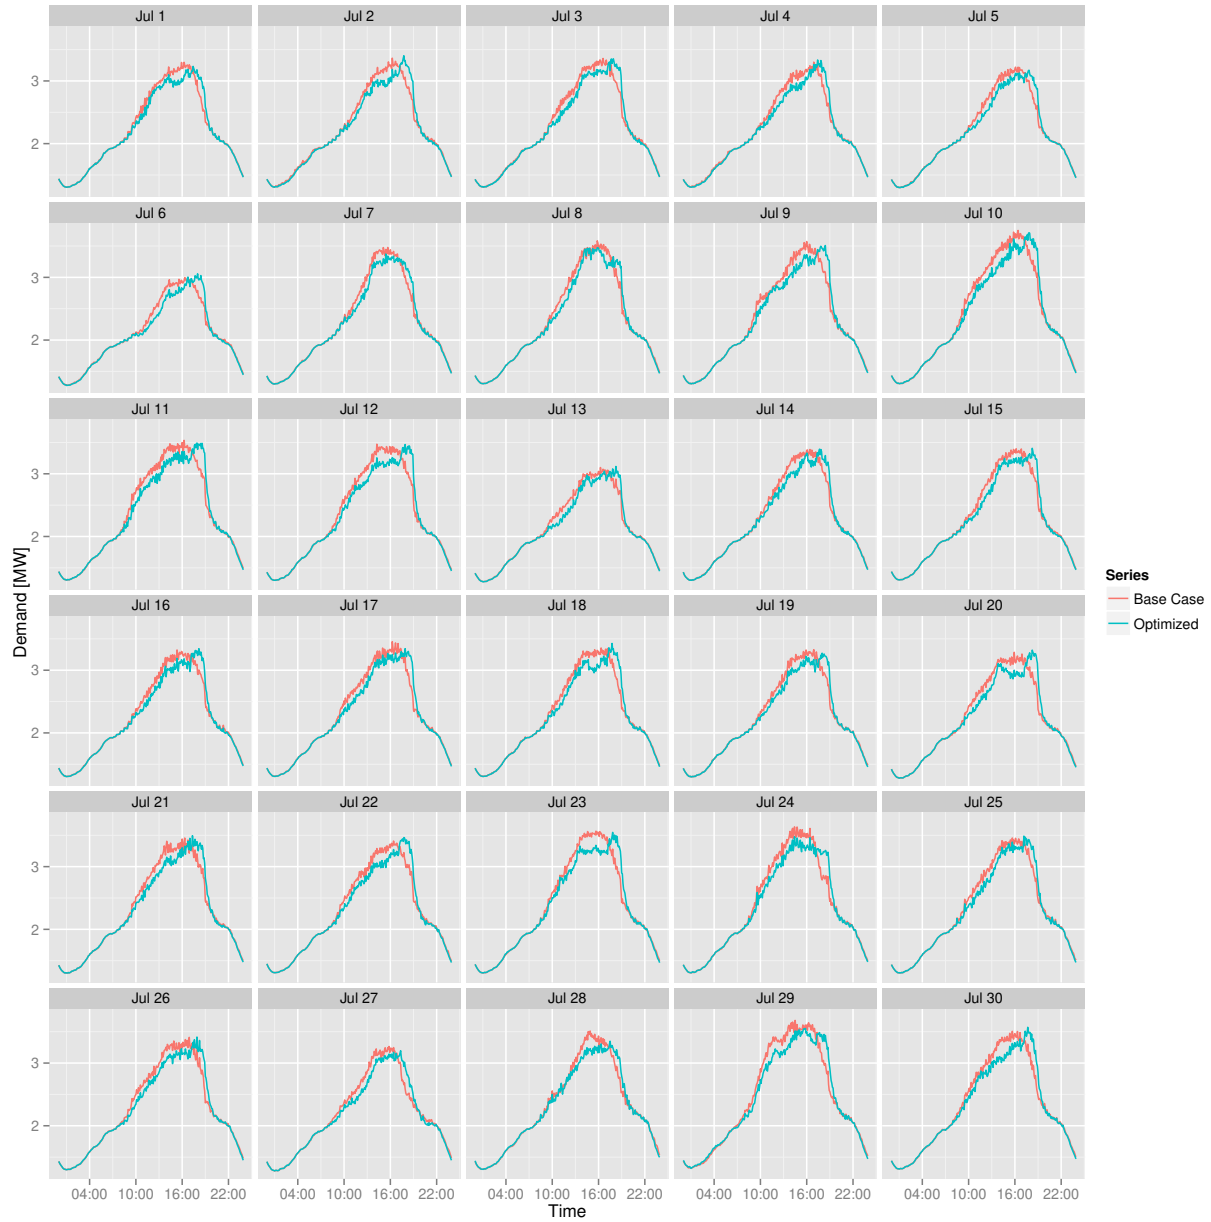 Jul 1 Jul 2 Jul 3 Jul 4 Jul 5
3
2
Jul 6 Jul 7 Jul 8 Jul 9 Jul 10
3
2
Jul 11 Jul 12 Jul 13 Jul 14 Jul 15
3
2
Demand [MW]
Jul 16 Jul 17 Jul 18 Jul 19 Jul 20
3
2
Series
Base Case
Optimized
Jul 21 Jul 22 Jul 23 Jul 24 Jul 25
3
2
Jul 26 Jul 27 Jul 28 Jul 29 Jul 30
3
2
04:00 10:00 16:00 22:00 04:00 10:00 16:00 22:00 04:00 10:00 16:00 22:00 04:00 10:00 16:00 22:00 04:00 10:00 16:00 22:00
Time